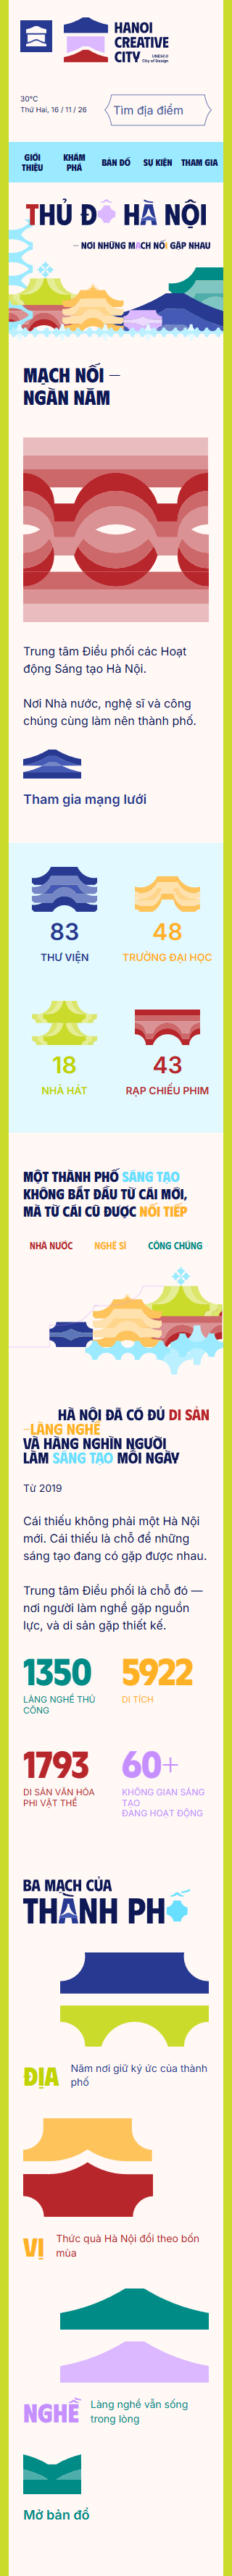 HANOI
CREATIVE
CITY
UNESCO
City of Design
30°C
Thứ Hai, 16 / 11 / 26
Tìm địa điểm
GIỚI THIỆU
KHÁM PHÁ
BẢN ĐỒ
SỰ KIỆN
THAM GIA
THỦ ĐÔ HÀ NỘI
– NƠI NHỮNG MẠCH NỐI GẶP NHAU
MẠCH NỐI –
NGÀN NĂM
Trung tâm Điều phối các Hoạt
động Sáng tạo Hà Nội.
Nơi Nhà nước, nghệ sĩ và công
chúng cùng làm nên thành phố.
Tham gia mạng lưới
83
THƯ VIỆN
48
TRƯỜNG ĐẠI HỌC
18
NHÀ HÁT
43
RẠP CHIẾU PHIM
MỘT THÀNH PHỐ SÁNG TẠO
KHÔNG BẮT ĐẦU TỪ CÁI MỚI,
MÀ TỪ CÁI CŨ ĐƯỢC NỐI TIẾP
NHÀ NƯỚC
NGHỆ SĨ
CÔNG CHÚNG
HÀ NỘI ĐÃ CÓ ĐỦ DI SẢN
–LÀNG NGHỀ
VÀ HÀNG NGHÌN NGƯỜI
LÀM SÁNG TẠO MỖI NGÀY
Từ 2019
Cái thiếu không phải một Hà Nội
mới. Cái thiếu là chỗ để những
sáng tạo đang có gặp được nhau.
Trung tâm Điều phối là chỗ đó —
nơi người làm nghề gặp nguồn
lực, và di sản gặp thiết kế.
1350
LÀNG NGHỀ THỦ
CÔNG
5922
DI TÍCH
1793
DI SẢN VĂN HÓA
PHI VẬT THỂ
60+
KHÔNG GIAN SÁNG
TẠO
ĐANG HOẠT ĐỘNG
BA MẠCH CỦA
THÀNH PHỐ
ĐỊA
Năm nơi giữ ký ức của thành
phố
VỊ
Thức quà Hà Nội đổi theo bốn
mùa
NGHỀ
Làng nghề vẫn sống
trong lòng
Mở bản đồ